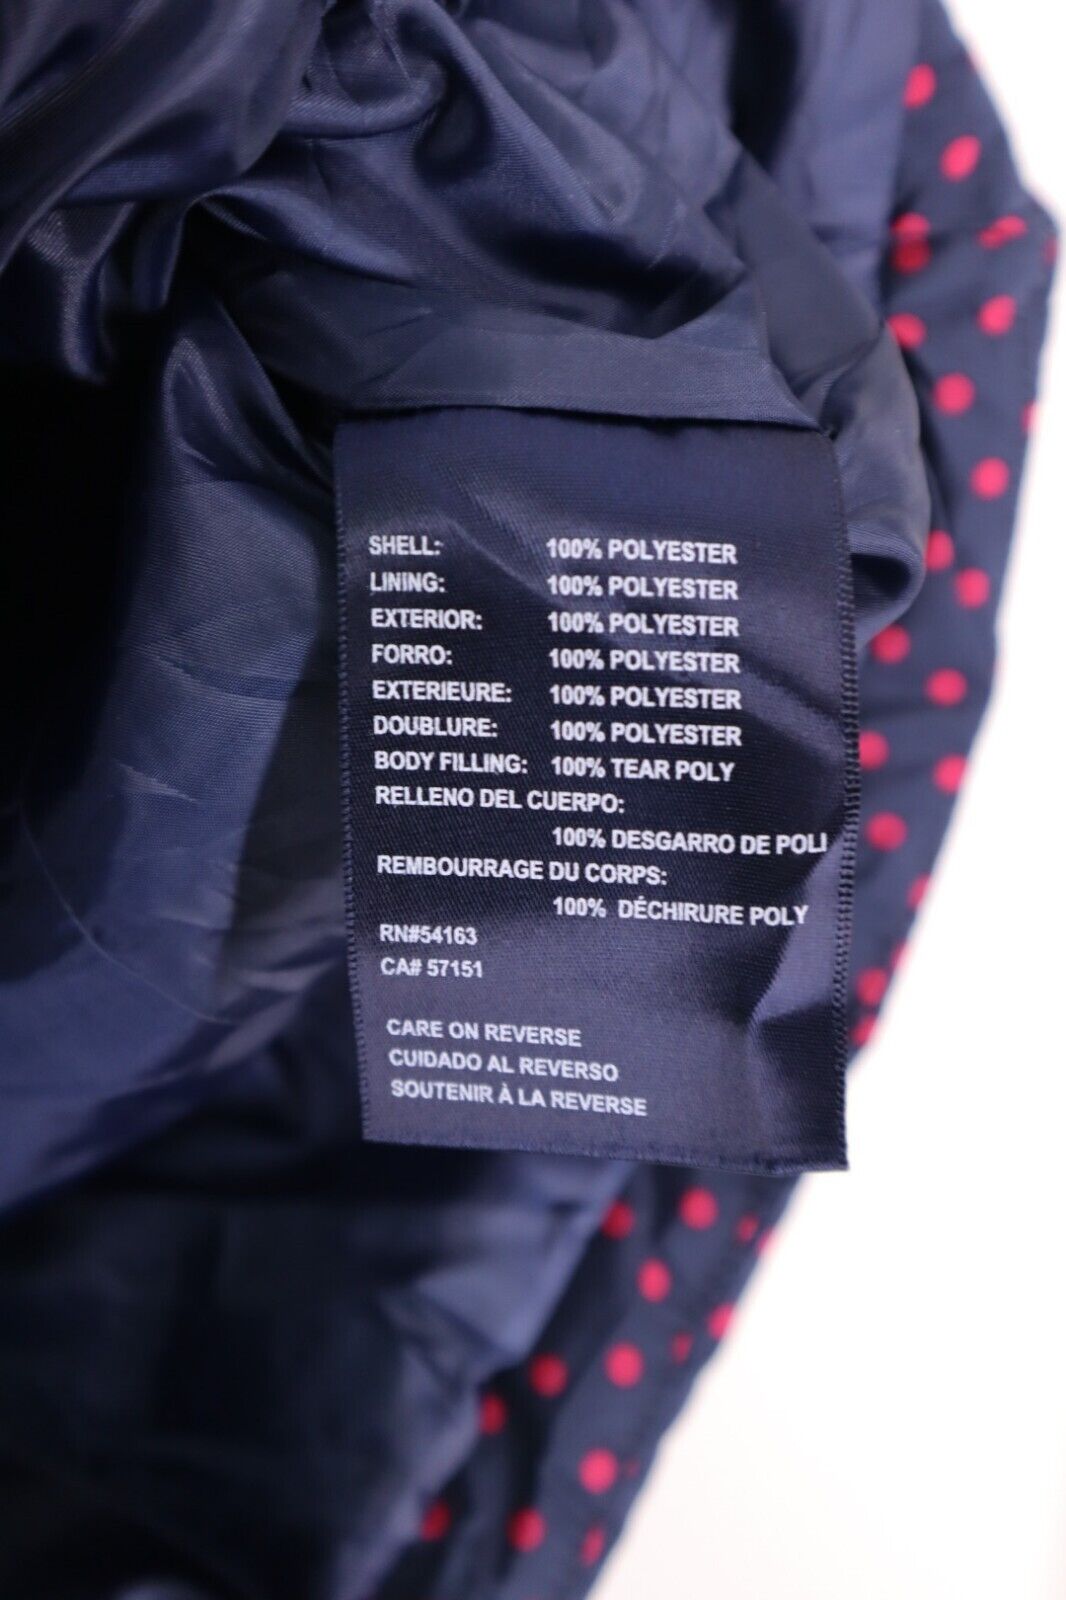 SHELL: 100% POLYESTER
LINING: 100% POLYESTER
EXTERIOR: 100% POLYESTER
FORRO: 100% POLYESTER
EXTERIEURE: 100% POLYESTER
DOUBLURE: 100% POLYESTER
BODY FILLING: 100% TEAR POLY
RELLENO DEL CUERPO:
100% DESGARRO DE POLI
REMBOURRAGE DU CORPS:
100% DÉCHIRURE POLY
RN#54163
CA# 57151
CARE ON REVERSE
CUIDADO AL REVERSO
SOUTENIR À LA REVERSE